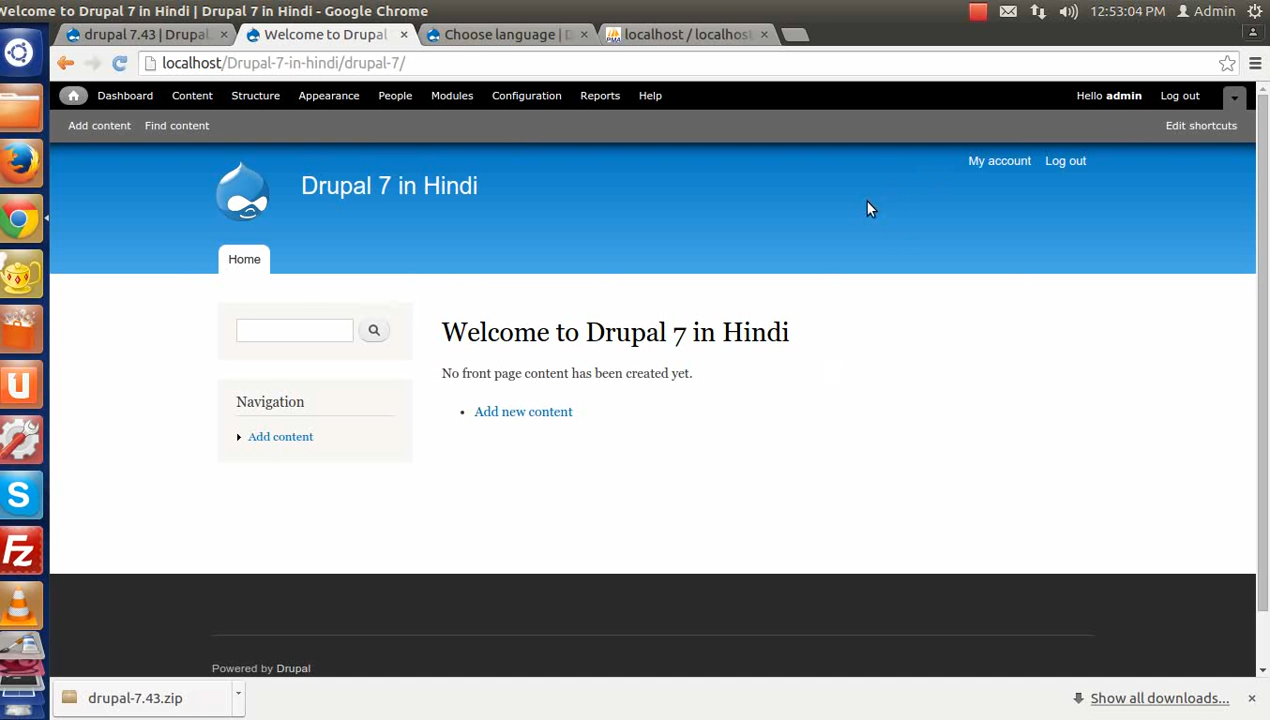 Welcome to Drupal 7 in Hindi | Drupal 7 in Hindi - Google Chrome
12:53:04 PM Admin
drupal 7.43 | Drupal.
Welcome to Drupal
Choose language | D
localhost / localhos
localhost/Drupal-7-in-hindi/drupal-7/
Dashboard Content Structure Appearance People Modules Configuration Reports Help Hello admin Log out
Add content Find content Edit shortcuts
My account Log out
Drupal 7 in Hindi
Home
Welcome to Drupal 7 in Hindi
No front page content has been created yet.
Add new content
Navigation
Add content
Powered by Drupal
drupal-7.43.zip
Show all downloads...